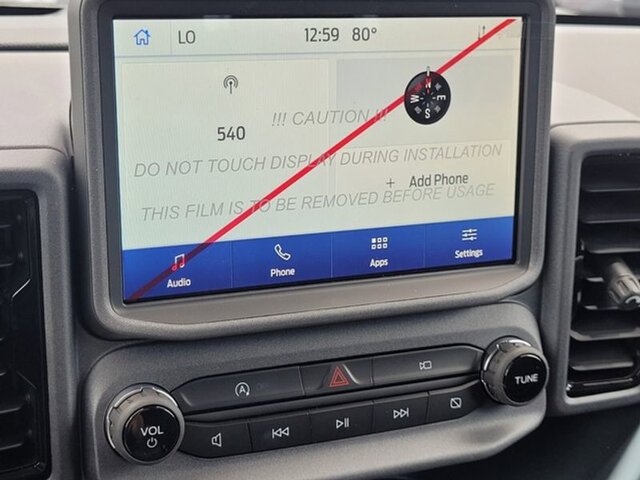 LO 12:59 80°
N
W E
S
540
!!! CAUTION !!!
DO NOT TOUCH DISPLAY DURING INSTALLATION
+ Add Phone
THIS FILM IS TO BE REMOVED BEFORE USAGE
Audio Phone Apps Settings
VOL
TUNE